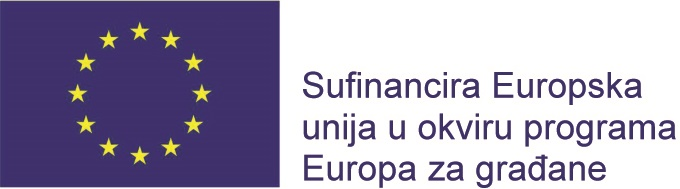 Sufinancira Europska
unija u okviru programa
Europa za građane